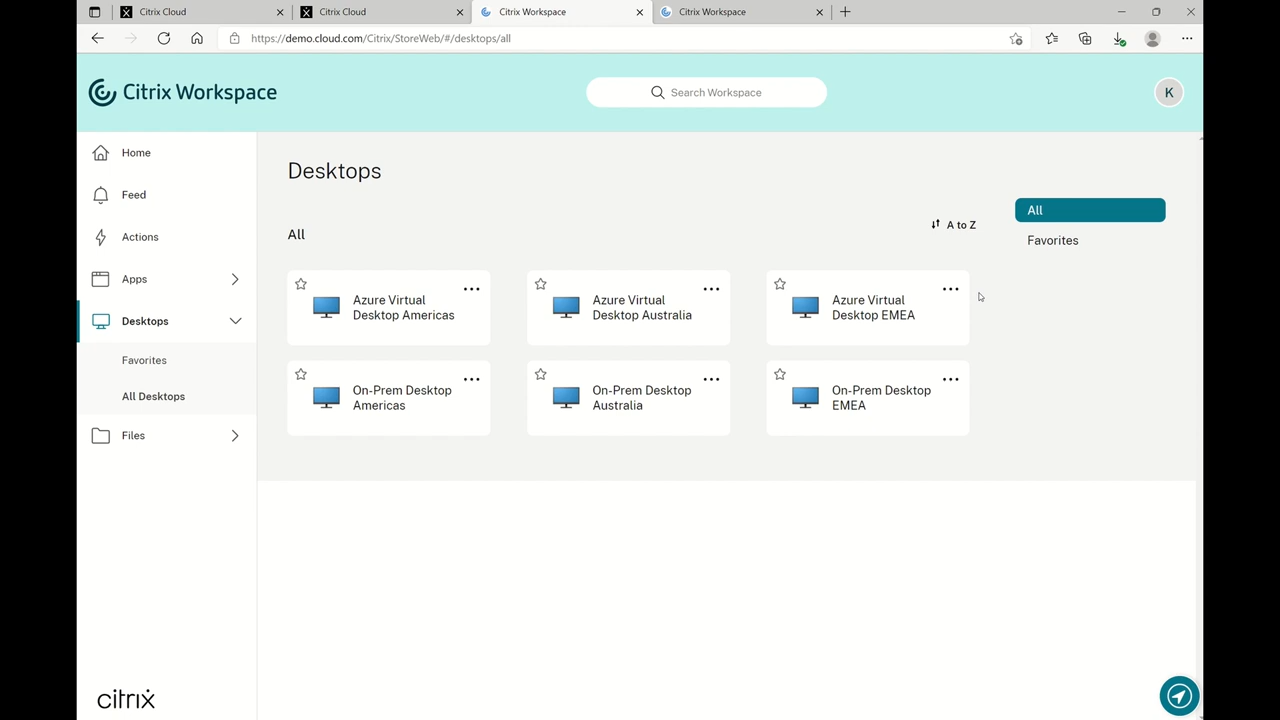 Citrix Cloud
Citrix Cloud
Citrix Workspace
Citrix Workspace
https://demo.cloud.com/Citrix/StoreWeb/#/desktops/all
Citrix Workspace
Search Workspace
K
Home
Feed
Actions
Apps
Desktops
Favorites
All Desktops
Files
citrix
Desktops
All
A to Z
All
Favorites
Azure Virtual
Desktop Americas
Azure Virtual
Desktop Australia
Azure Virtual
Desktop EMEA
On-Prem Desktop
Americas
On-Prem Desktop
Australia
On-Prem Desktop
EMEA